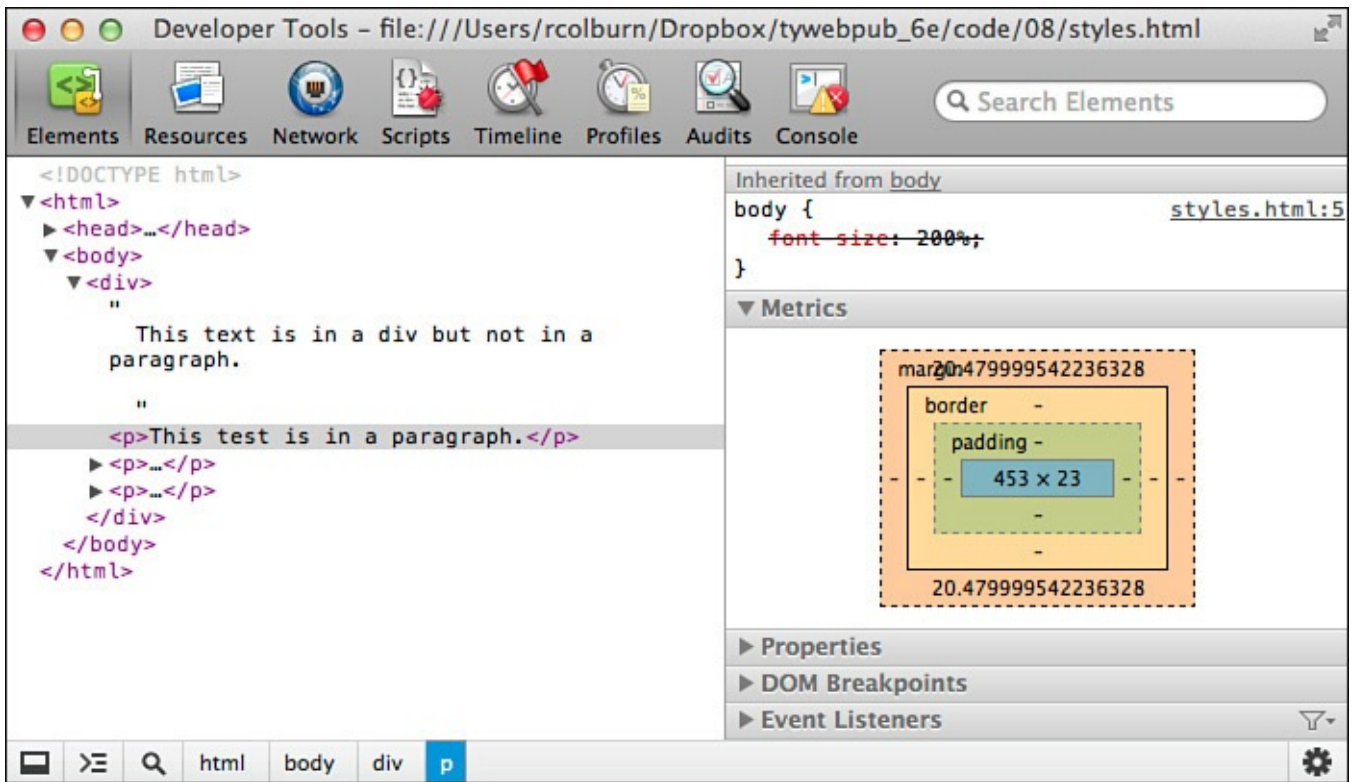 Developer Tools – file:///Users/rcolburn/Dropbox/tywebpub_6e/code/08/styles.html
Elements Resources Network Scripts Timeline Profiles Audits Console Search Elements
<!DOCTYPE html>
▼<html>
▶<head>…</head>
▼<body>
▼<div>
"
This text is in a div but not in a
paragraph.
"
<p>This test is in a paragraph.</p>
▶<p>…</p>
▶<p>…</p>
</div>
</body>
</html>
Inherited from body
body { styles.html:5
font-size: 200%;
}
▼Metrics
margin 20.479999542236328
border -
padding -
- - - 453 × 23 - - -
-
-
20.479999542236328
▶Properties
▶DOM Breakpoints
▶Event Listeners
html body div p